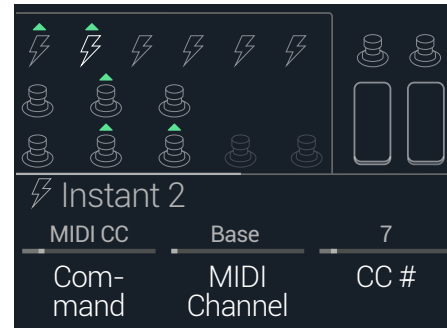 Instant 2
MIDI CC Base 7
Com- MIDI CC #
mand Channel